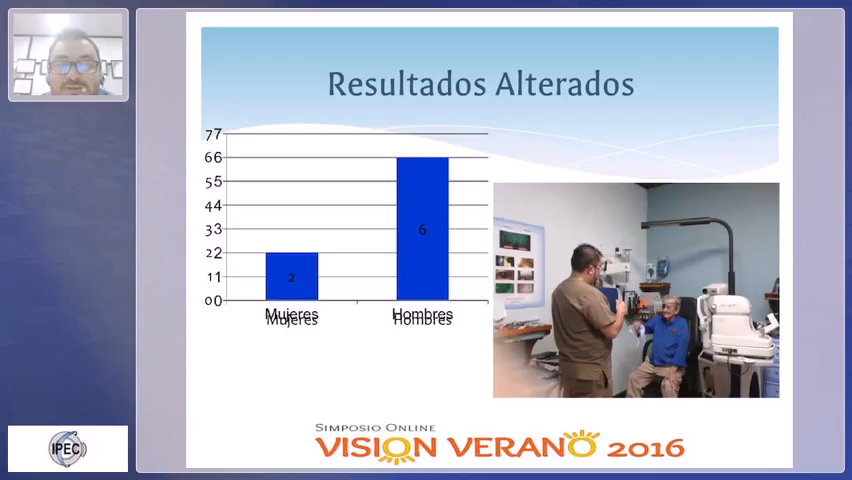 Resultados Alterados
77
66
55
44
33
22
11
00
2
6
Mujeres
Mujeres
Hombres
Hombres
SIMPOSIO ONLINE
VISION VERANO 2016
IPEC